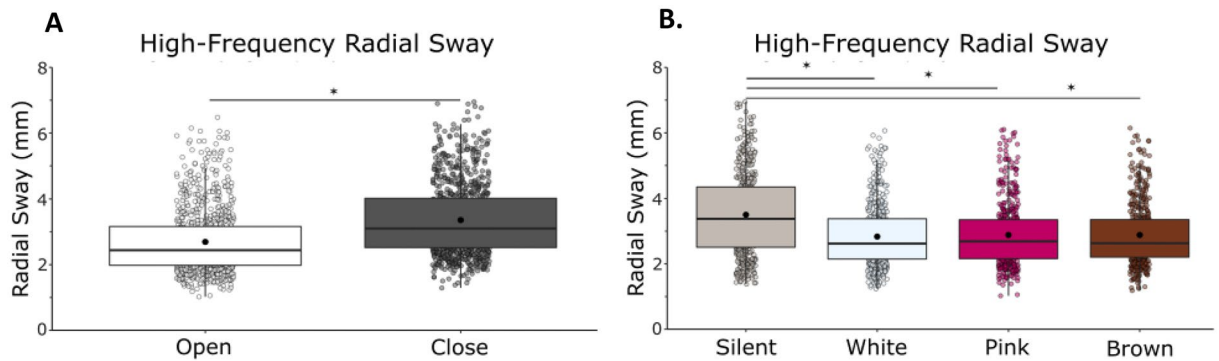 A
High-Frequency Radial Sway
Radial Sway (mm)
8
6
4
2
0
*
Open
Close
B.
High-Frequency Radial Sway
Radial Sway (mm)
8
6
4
2
0
*
*
*
Silent
White
Pink
Brown